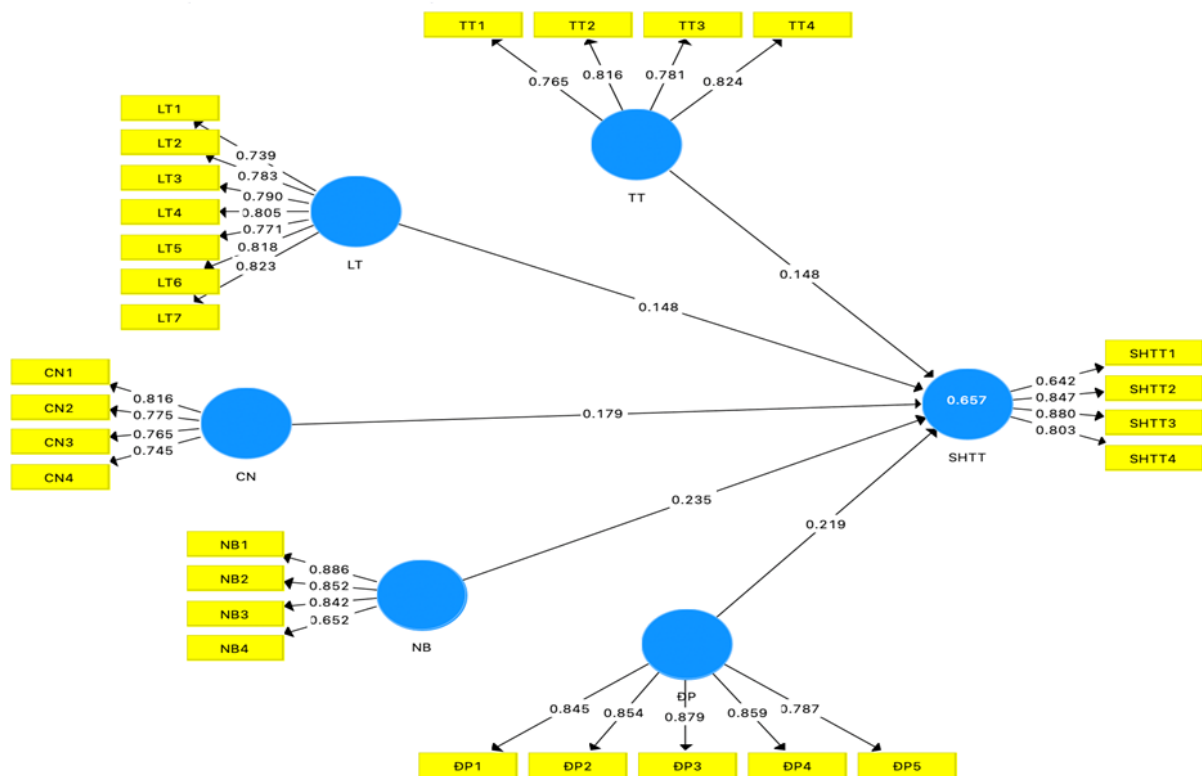 TT1
TT2
TT3
TT4
0.765
0.816
0.781
0.824
TT
LT1
LT2
LT3
LT4
LT5
LT6
LT7
0.739
0.783
0.790
0.805
0.771
0.818
0.823
LT
0.148
0.148
CN1
CN2
CN3
CN4
0.816
0.775
0.765
0.745
CN
0.179
0.657
SHTT
0.642
0.847
0.880
0.803
SHTT1
SHTT2
SHTT3
SHTT4
NB1
NB2
NB3
NB4
0.886
0.852
0.842
0.652
NB
0.235
0.219
ĐP
0.845
0.854
0.879
0.859
0.787
ĐP1
ĐP2
ĐP3
ĐP4
ĐP5